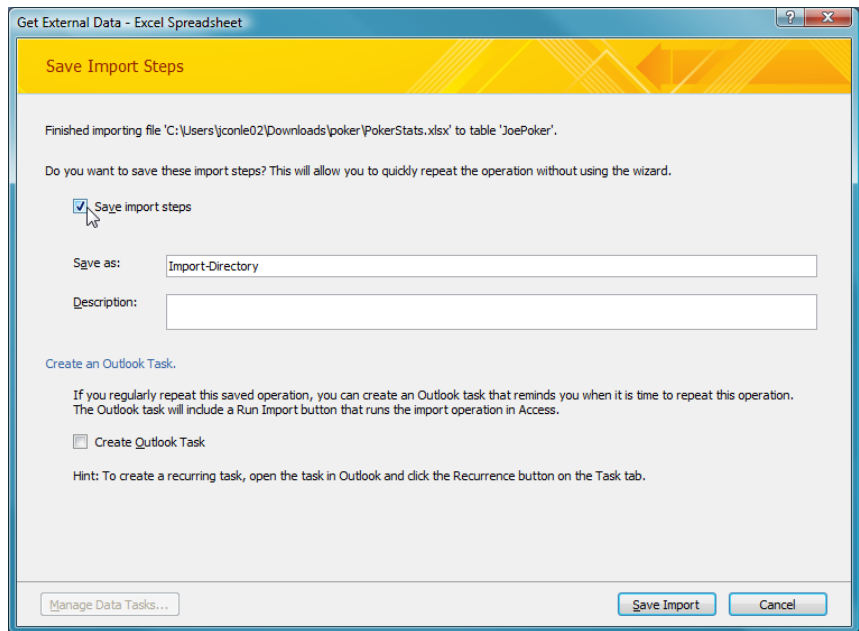 Get External Data - Excel Spreadsheet
?
Save Import Steps
Finished importing file 'C:\Users\jconle02\Downloads\poker\PokerStats.xlsx' to table 'JoePoker'.
Do you want to save these import steps? This will allow you to quickly repeat the operation without using the wizard.
Save import steps
Save as: Import-Directory
Description:
Create an Outlook Task.
If you regularly repeat this saved operation, you can create an Outlook task that reminds you when it is time to repeat this operation.
The Outlook task will include a Run Import button that runs the import operation in Access.
Create Outlook Task
Hint: To create a recurring task, open the task in Outlook and click the Recurrence button on the Task tab.
Manage Data Tasks... Save Import Cancel